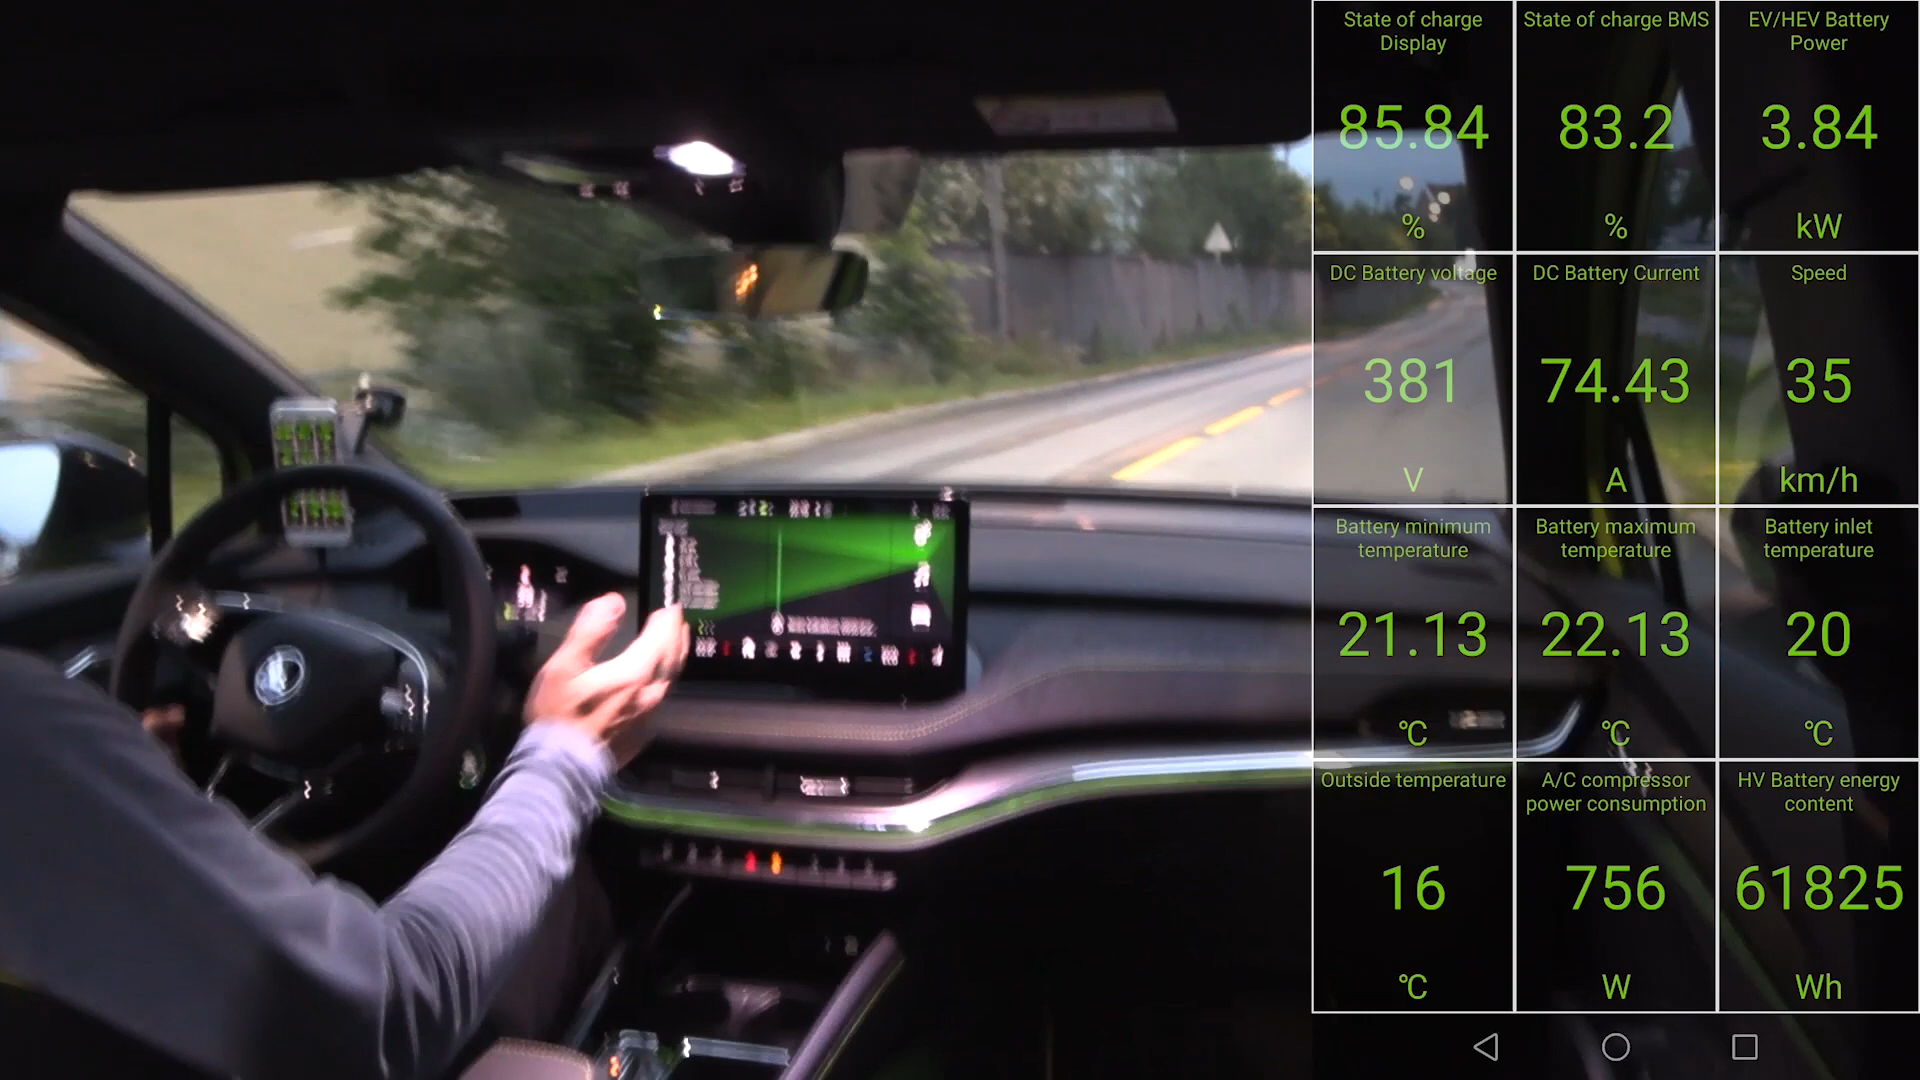 State of charge
Display
85.84
%
State of charge BMS
83.2
%
EV/HEV Battery
Power
3.84
kW
DC Battery voltage
381
V
DC Battery Current
74.43
A
Speed
35
km/h
Battery minimum
temperature
21.13
℃
Battery maximum
temperature
22.13
℃
Battery inlet
temperature
20
℃
Outside temperature
16
℃
A/C compressor
power consumption
756
W
HV Battery energy
content
61825
Wh